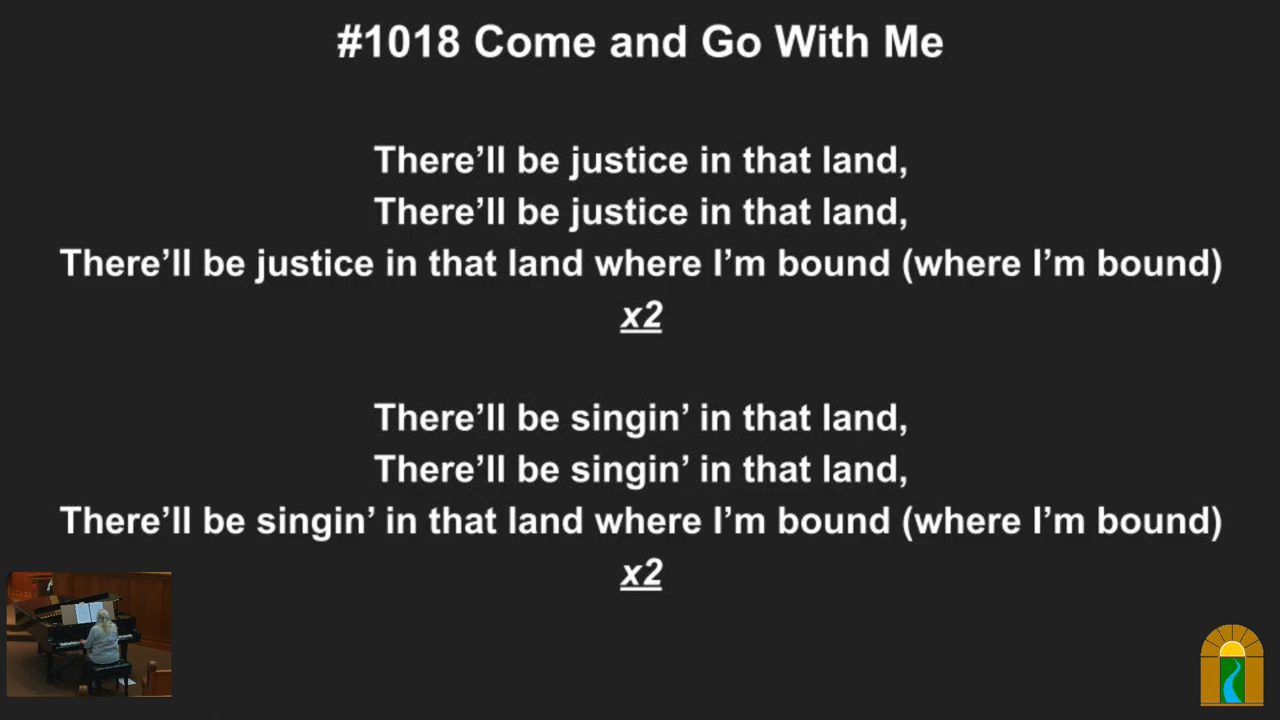 #1018 Come and Go With Me
There’ll be justice in that land,
There’ll be justice in that land,
There’ll be justice in that land where I’m bound (where I’m bound)
x2
There’ll be singin’ in that land,
There’ll be singin’ in that land,
There’ll be singin’ in that land where I’m bound (where I’m bound)
x2